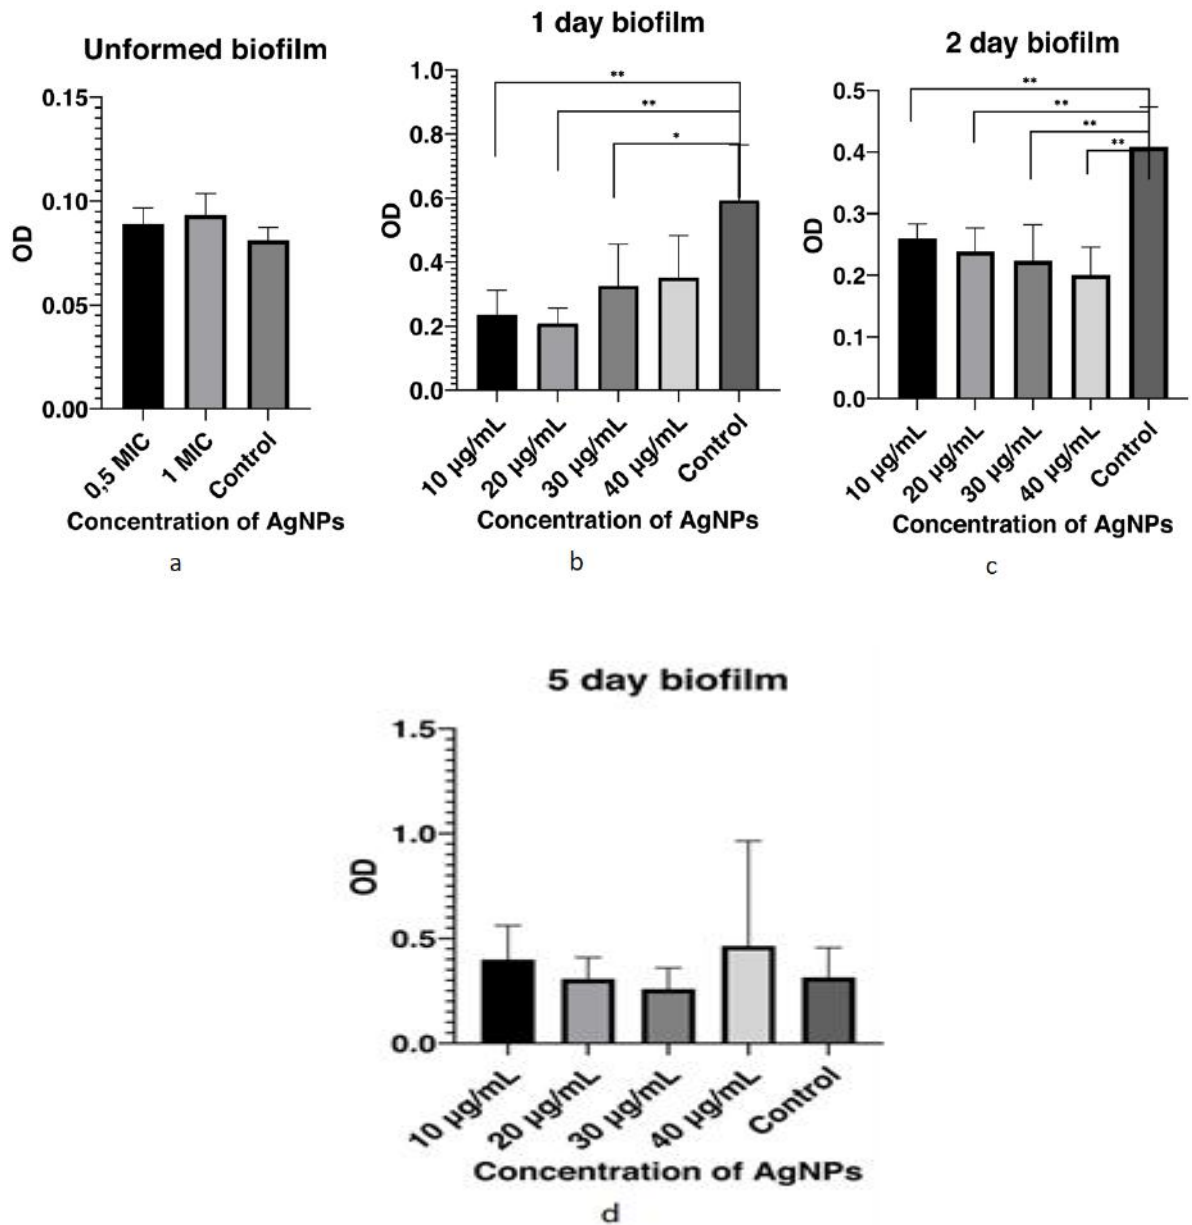 Unformed biofilm
0.15
0.10
0.05
0.00
OD
0,5 MIC
1 MIC
Control
Concentration of AgNPs
a
1 day biofilm
1.0
0.8
0.6
0.4
0.2
0.0
OD
**
**
*
10 µg/mL
20 µg/mL
30 µg/mL
40 µg/mL
Control
Concentration of AgNPs
b
2 day biofilm
0.5
0.4
0.3
0.2
0.1
0.0
OD
**
**
**
**
10 µg/mL
20 µg/mL
30 µg/mL
40 µg/mL
Control
Concentration of AgNPs
c
5 day biofilm
1.5
1.0
0.5
0.0
OD
10 µg/mL
20 µg/mL
30 µg/mL
40 µg/mL
Control
Concentration of AgNPs
d